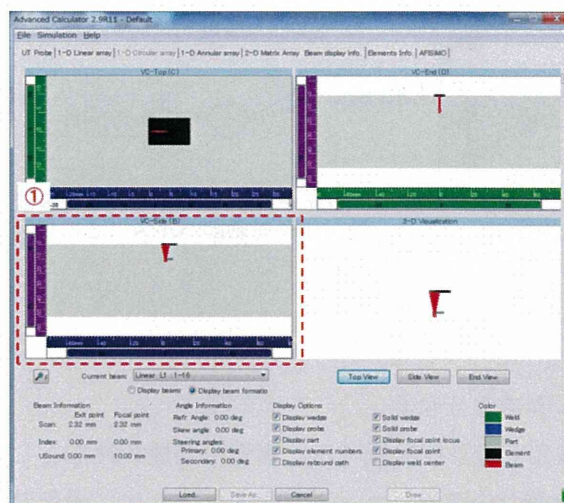 Advanced Calculator 2.9R11 - Default
File Simulation Help
UT Probe | 1-D Linear array | 1-D Circular array | 1-D Annular array | 2-D Matrix Array Beam display Info. | Elements Info. | AFISIMO |
VC-Top (C)
VC-End (D)
①
VC-Side (B)
3-D Visualization
Current beam: Linear L1 :1-16
Top View
Side View
End View
Display beams
Display beam formatio
Beam Information
Exit point Focal point
Scan: 2.32 mm 2.32 mm
Index: 0.00 mm 0.00 mm
USound: 0.00 mm 10.00 mm
Angle Information
Refr. Angle: 0.00 deg
Skew angle: 0.00 deg
Steering angles:
Primary: 0.00 deg
Secondary: 0.00 deg
Display Options
Display wedge
Display probe
Display part
Display element numbers
Display rebound path
Solid wedge
Solid probe
Display focal point locus
Display focal point
Display weld center
Color
Weld
Wedge
Part
Element
Beam
Load...
Save As...
Cancel
Draw